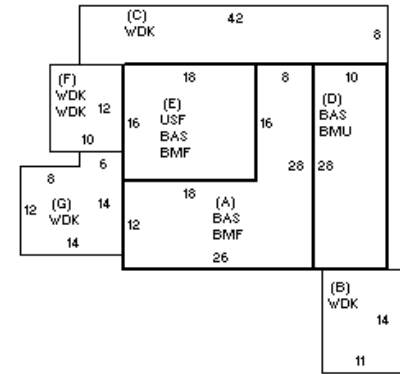 (C) 42
WDK
8
(F)
WDK
WDK 12
10
18
(E)
USF
BAS
BMF
16
8
16
28
10
(D)
BAS
BMU
28
6
8
(G)
WDK
12
14
14
18
(A)
BAS
BMF
12
26
(B)
WDK
14
11